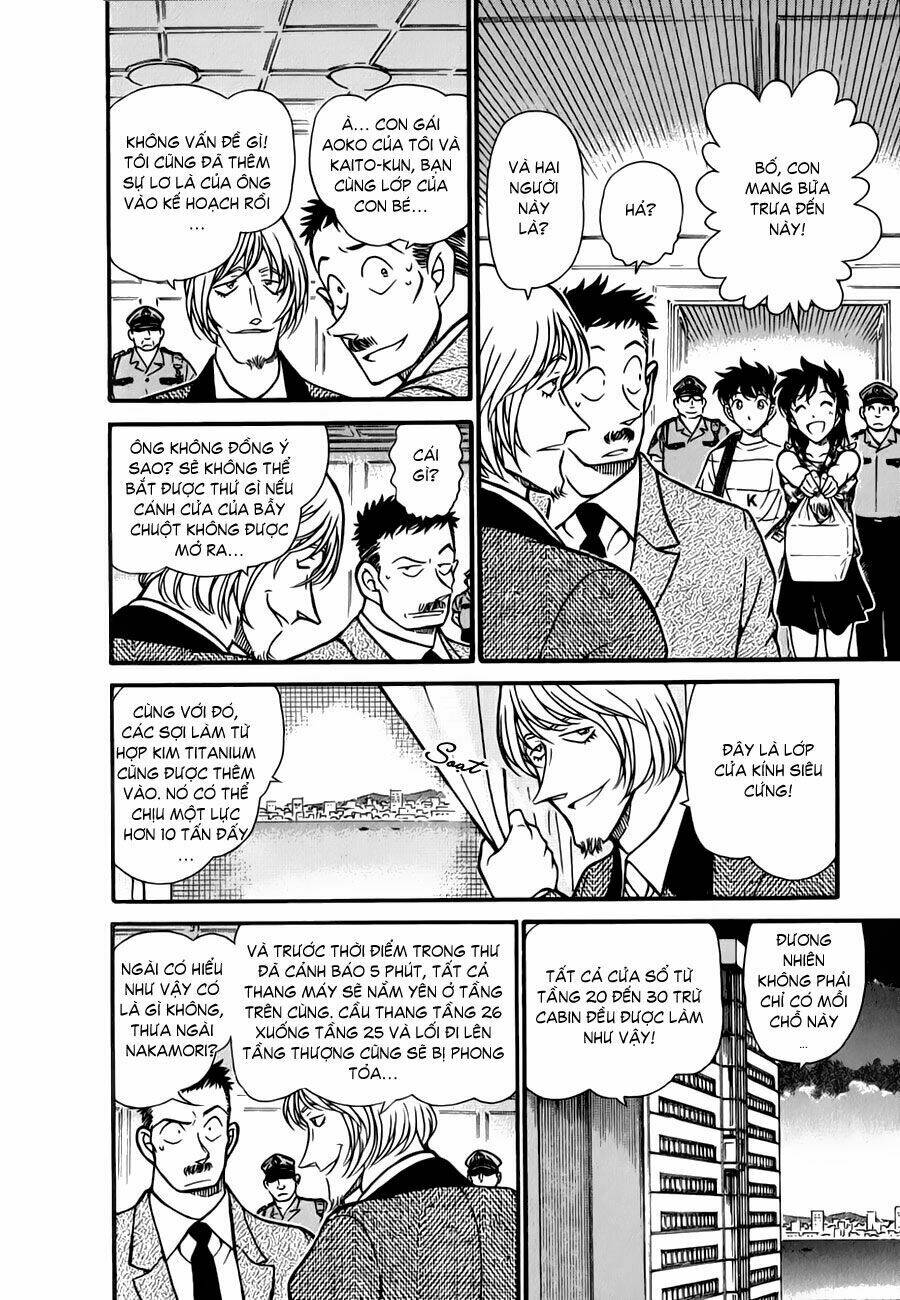 BỐ, CON
MANG BỮA
TRƯA ĐẾN
NÀY!
HẢ?
VÀ HAI
NGƯỜI
NÀY
LÀ?
K
À... CON GÁI
AOKO CỦA TÔI VÀ
KAITO-KUN, BẠN
CÙNG LỚP CỦA
CON BÉ...
KHÔNG VẤN ĐỀ GÌ!
TÔI CŨNG ĐÃ THÊM
SỰ LƠ LÀ CỦA ÔNG
VÀO KẾ HOẠCH RỒI
...
CÁI
GÌ?
ÔNG KHÔNG ĐỒNG Ý
SAO? SẼ KHÔNG THỂ
BẮT ĐƯỢC THỨ GÌ NẾU
CÁNH CỬA CỦA BẦY
CHUỘT KHÔNG ĐƯỢC
MỞ RA...
ĐÂY LÀ LỚP
CỬA KÍNH SIÊU
CỨNG!
Soạt
CÙNG VỚI ĐÓ,
CÁC SỢI LÀM TỪ
HỢP KIM TITANIUM
CŨNG ĐƯỢC THÊM
VÀO. NÓ CÓ THỂ
CHỊU MỘT LỰC
HƠN 10 TẤN ĐẤY
...
ĐƯƠNG
NHIÊN
KHÔNG PHẢI
CHỈ CÓ MỖI
CHỖ NÀY
...
TẤT CẢ CỬA SỔ TỪ
TẦNG 20 ĐẾN 30 TRỪ
CABIN ĐỀU ĐƯỢC LÀM
NHƯ VẬY!
VÀ TRƯỚC THỜI ĐIỂM TRONG THƯ
ĐÃ CẢNH BÁO 5 PHÚT, TẤT CẢ
THANG MÁY SẼ NẰM YÊN Ở TẦNG
TRÊN CÙNG. CẦU THANG TẦNG 26
XUỐNG TẦNG 25 VÀ LỐI ĐI LÊN
TẦNG THƯỢNG CŨNG SẼ BỊ PHONG
TỎA...
NGÀI CÓ HIỂU
NHƯ VẬY CÓ
LÀ GÌ KHÔNG,
THƯA NGÀI
NAKAMORI?